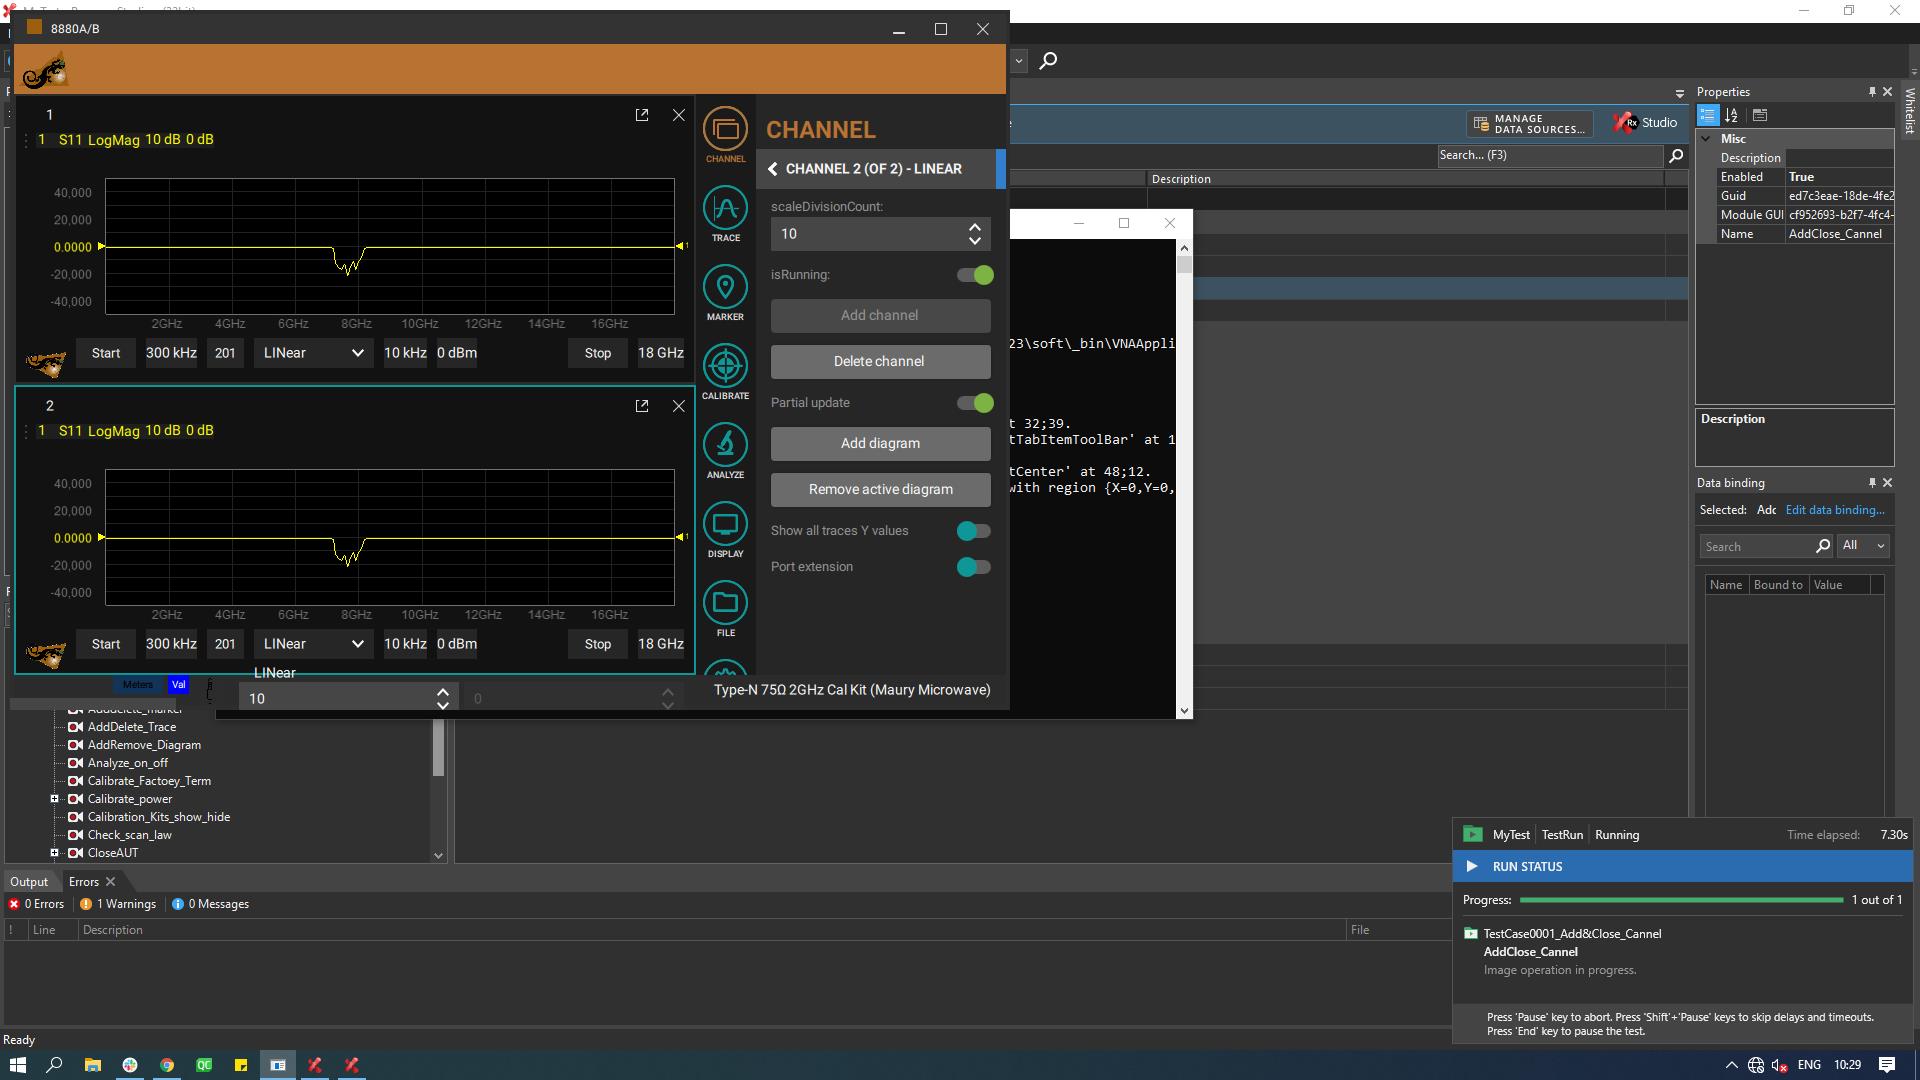 8880A/B
1
1 S11 LogMag 10 dB 0 dB
40,000
20,000
0.0000
-20,000
-40,000
1
2GHz 4GHz 6GHz 8GHz 10GHz 12GHz 14GHz 16GHz
Start 300 kHz 201 LINear 10 kHz 0 dBm Stop 18 GHz
2
1 S11 LogMag 10 dB 0 dB
40,000
20,000
0.0000
-20,000
-40,000
1
2GHz 4GHz 6GHz 8GHz 10GHz 12GHz 14GHz 16GHz
Start 300 kHz 201 LINear 10 kHz 0 dBm Stop 18 GHz
LINear
Meters Val
10 0
Type-N 75Ω 2GHz Cal Kit (Maury Microwave)
CHANNEL
TRACE
MARKER
CALIBRATE
ANALYZE
DISPLAY
FILE
CHANNEL
CHANNEL 2 (OF 2) - LINEAR
scaleDivisionCount:
10
isRunning:
Add channel
Delete channel
Partial update
Add diagram
Remove active diagram
Show all traces Y values
Port extension
23\soft\_bin\VNAAppli
t 32;39.
tTabItemToolBar' at 1
tCenter' at 48;12.
with region {X=0,Y=0,
MANAGE
DATA SOURCES...
Rx Studio
Search... (F3)
Description
Properties
Whitelist
Misc
Description
Enabled True
Guid ed7c3eae-18de-4fe2
Module GUI cf952693-b2f7-4fc4-
Name AddClose_Cannel
Description
Data binding
Selected: Adc Edit data binding...
Search All
Name Bound to Value
AddDelete_Trace
AddRemove_Diagram
Analyze_on_off
Calibrate_Factoey_Term
Calibrate_power
Calibration_Kits_show_hide
Check_scan_law
CloseAUT
Output Errors
0 Errors 1 Warnings 0 Messages
! Line Description File
MyTest TestRun Running Time elapsed: 7.30s
RUN STATUS
Progress: 1 out of 1
TestCase0001_Add&Close_Cannel
AddClose_Cannel
Image operation in progress.
Press 'Pause' key to abort. Press 'Shift'+'Pause' keys to skip delays and timeouts.
Press 'End' key to pause the test.
Ready
QC
ENG 10:29